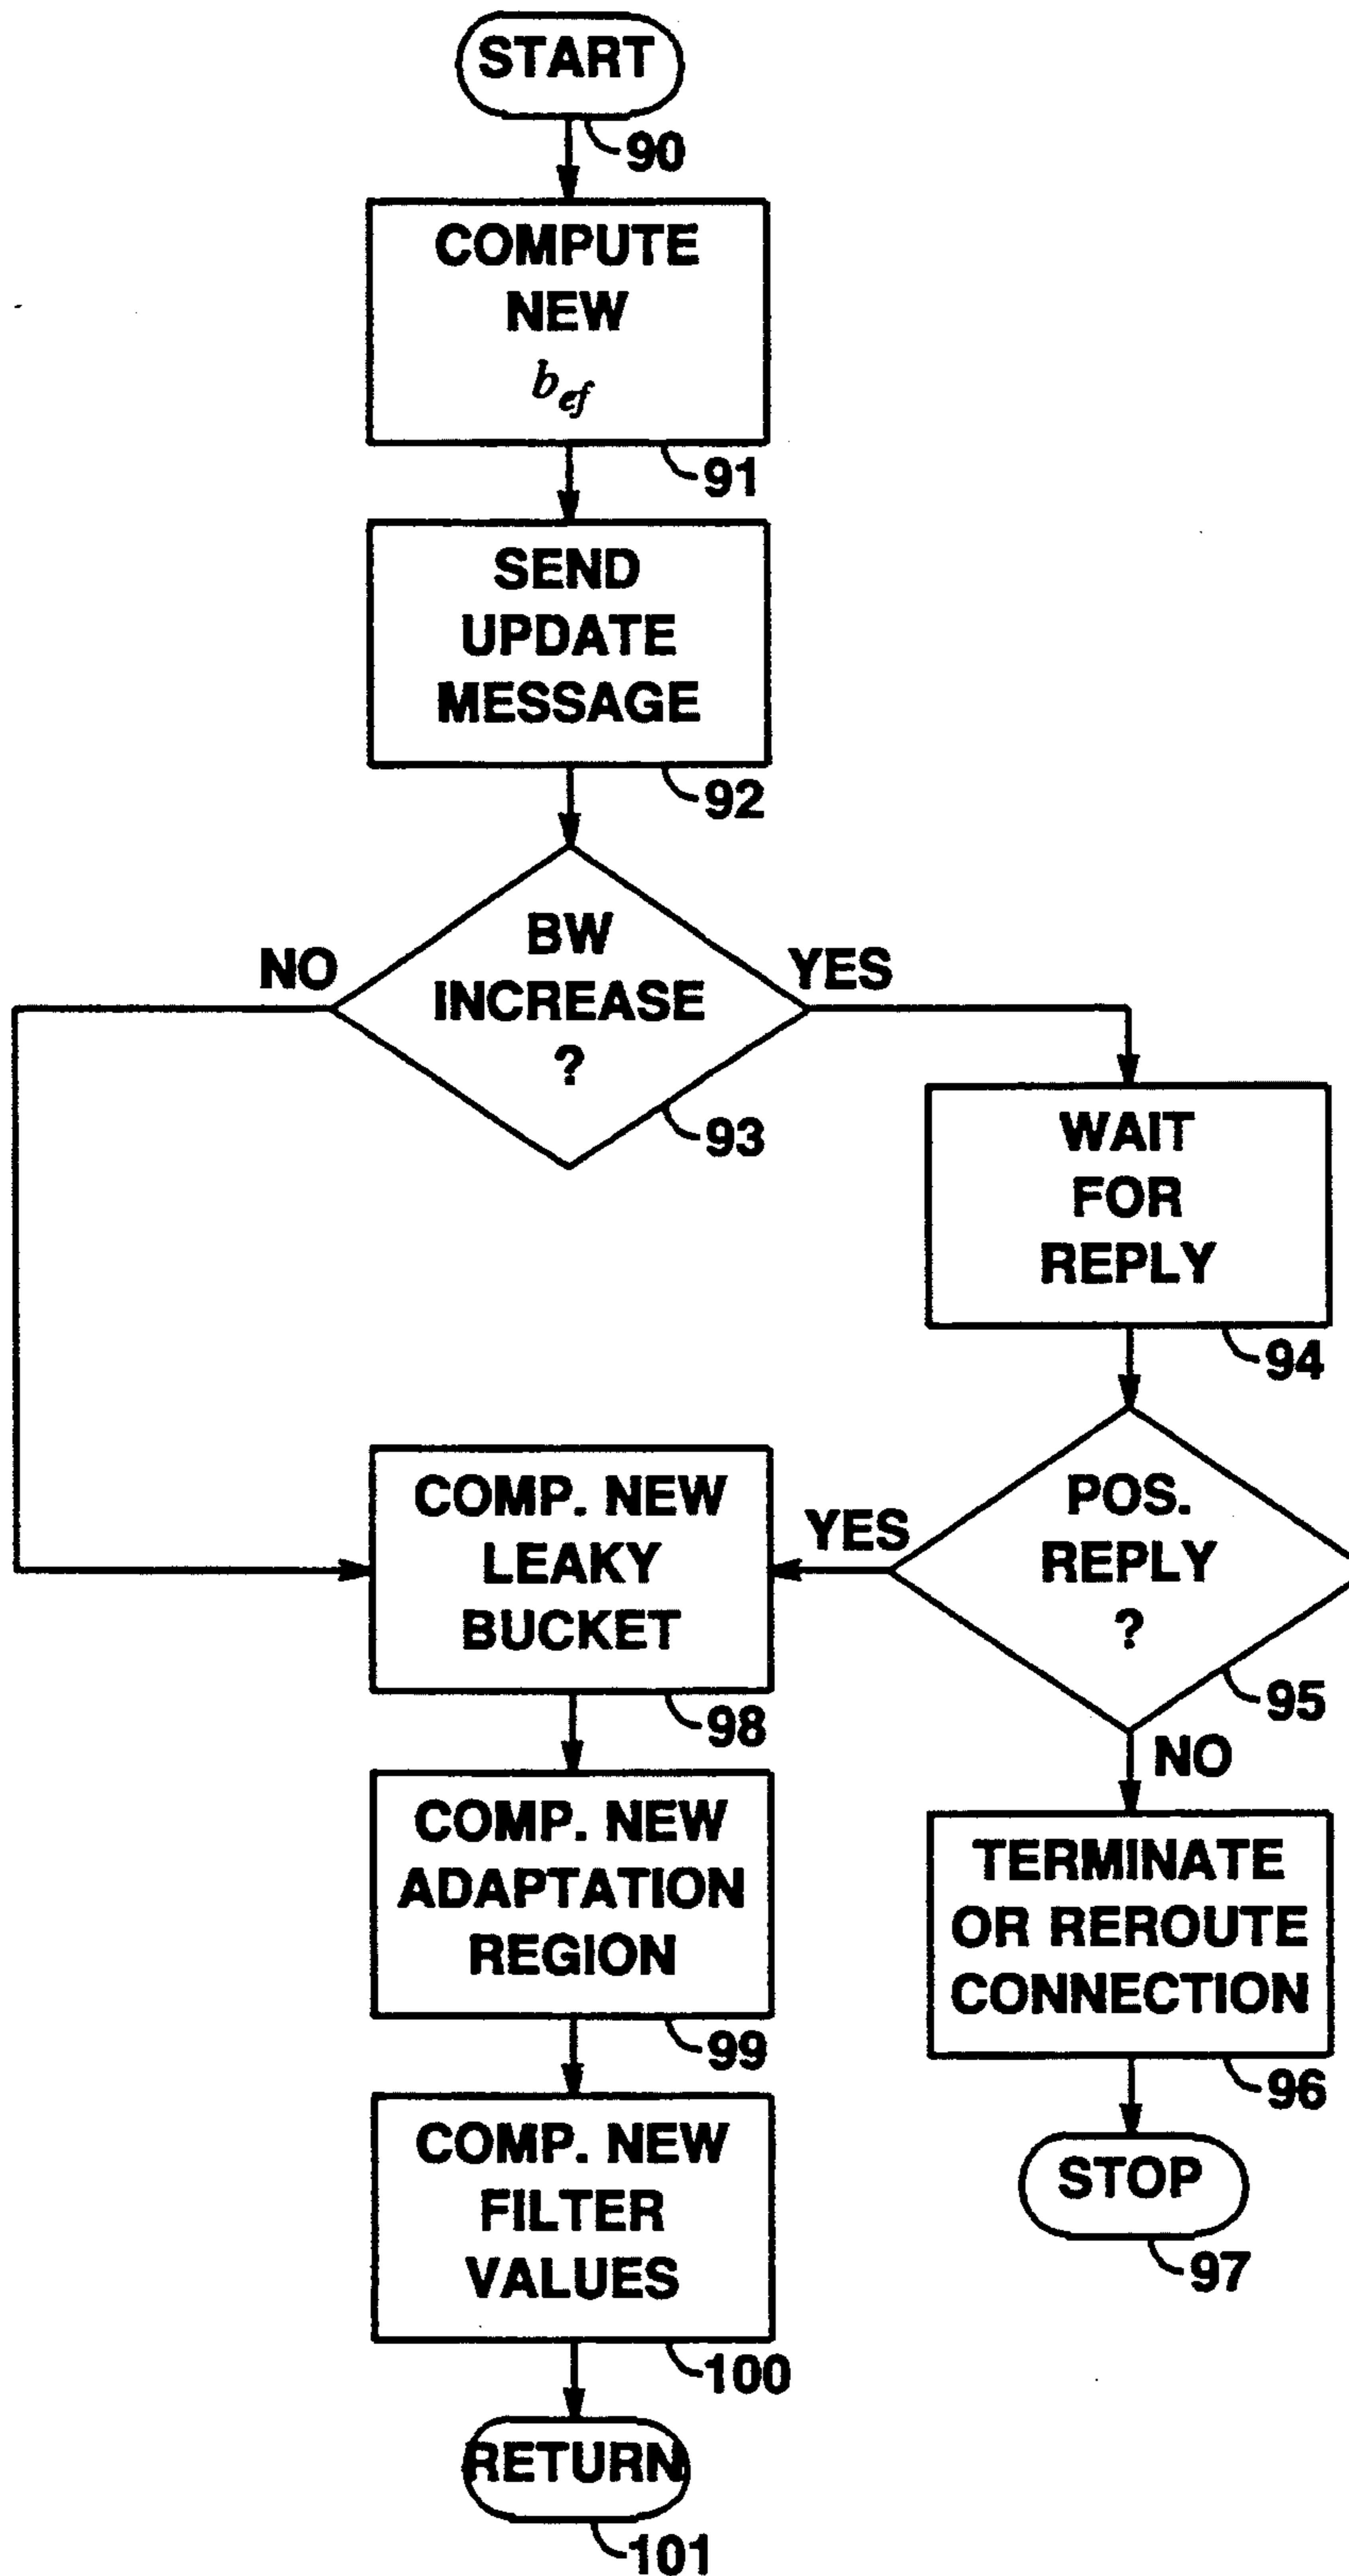 START
90
COMPUTE
NEW
b_ef
91
SEND
UPDATE
MESSAGE
92
BW
INCREASE
?
NO
YES
93
WAIT
FOR
REPLY
94
POS.
REPLY
?
YES
95
NO
COMP. NEW
LEAKY
BUCKET
98
COMP. NEW
ADAPTATION
REGION
99
TERMINATE
OR REROUTE
CONNECTION
96
COMP. NEW
FILTER
VALUES
100
STOP
97
RETURN
101